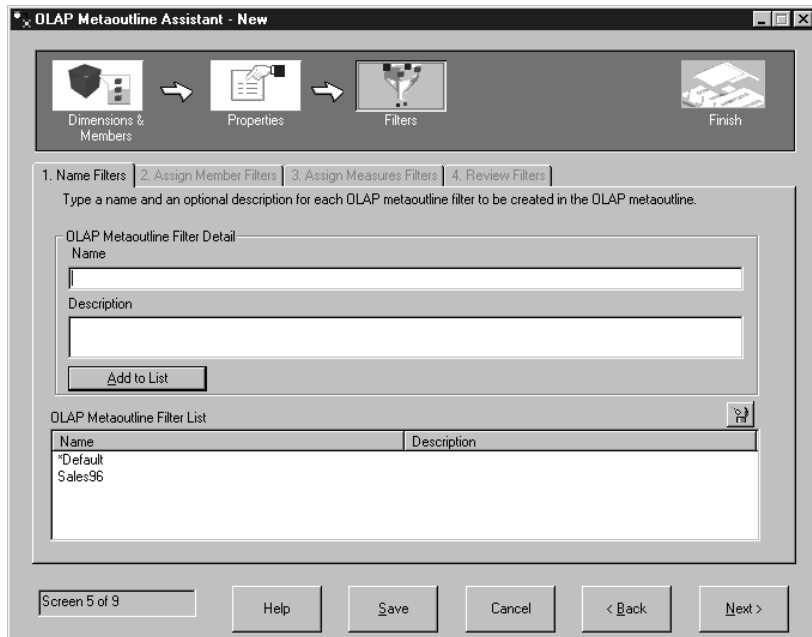 OLAP Metaoutline Assistant - New
Dimensions &
Members
Properties
Filters
Finish
1. Name Filters
2. Assign Member Filters
3. Assign Measures Filters
4. Review Filters
Type a name and an optional description for each OLAP metaoutline filter to be created in the OLAP metaoutline.
OLAP Metaoutline Filter Detail
Name
Description
Add to List
OLAP Metaoutline Filter List
Name
Description
*Default
Sales96
Screen 5 of 9
Help
Save
Cancel
< Back
Next >